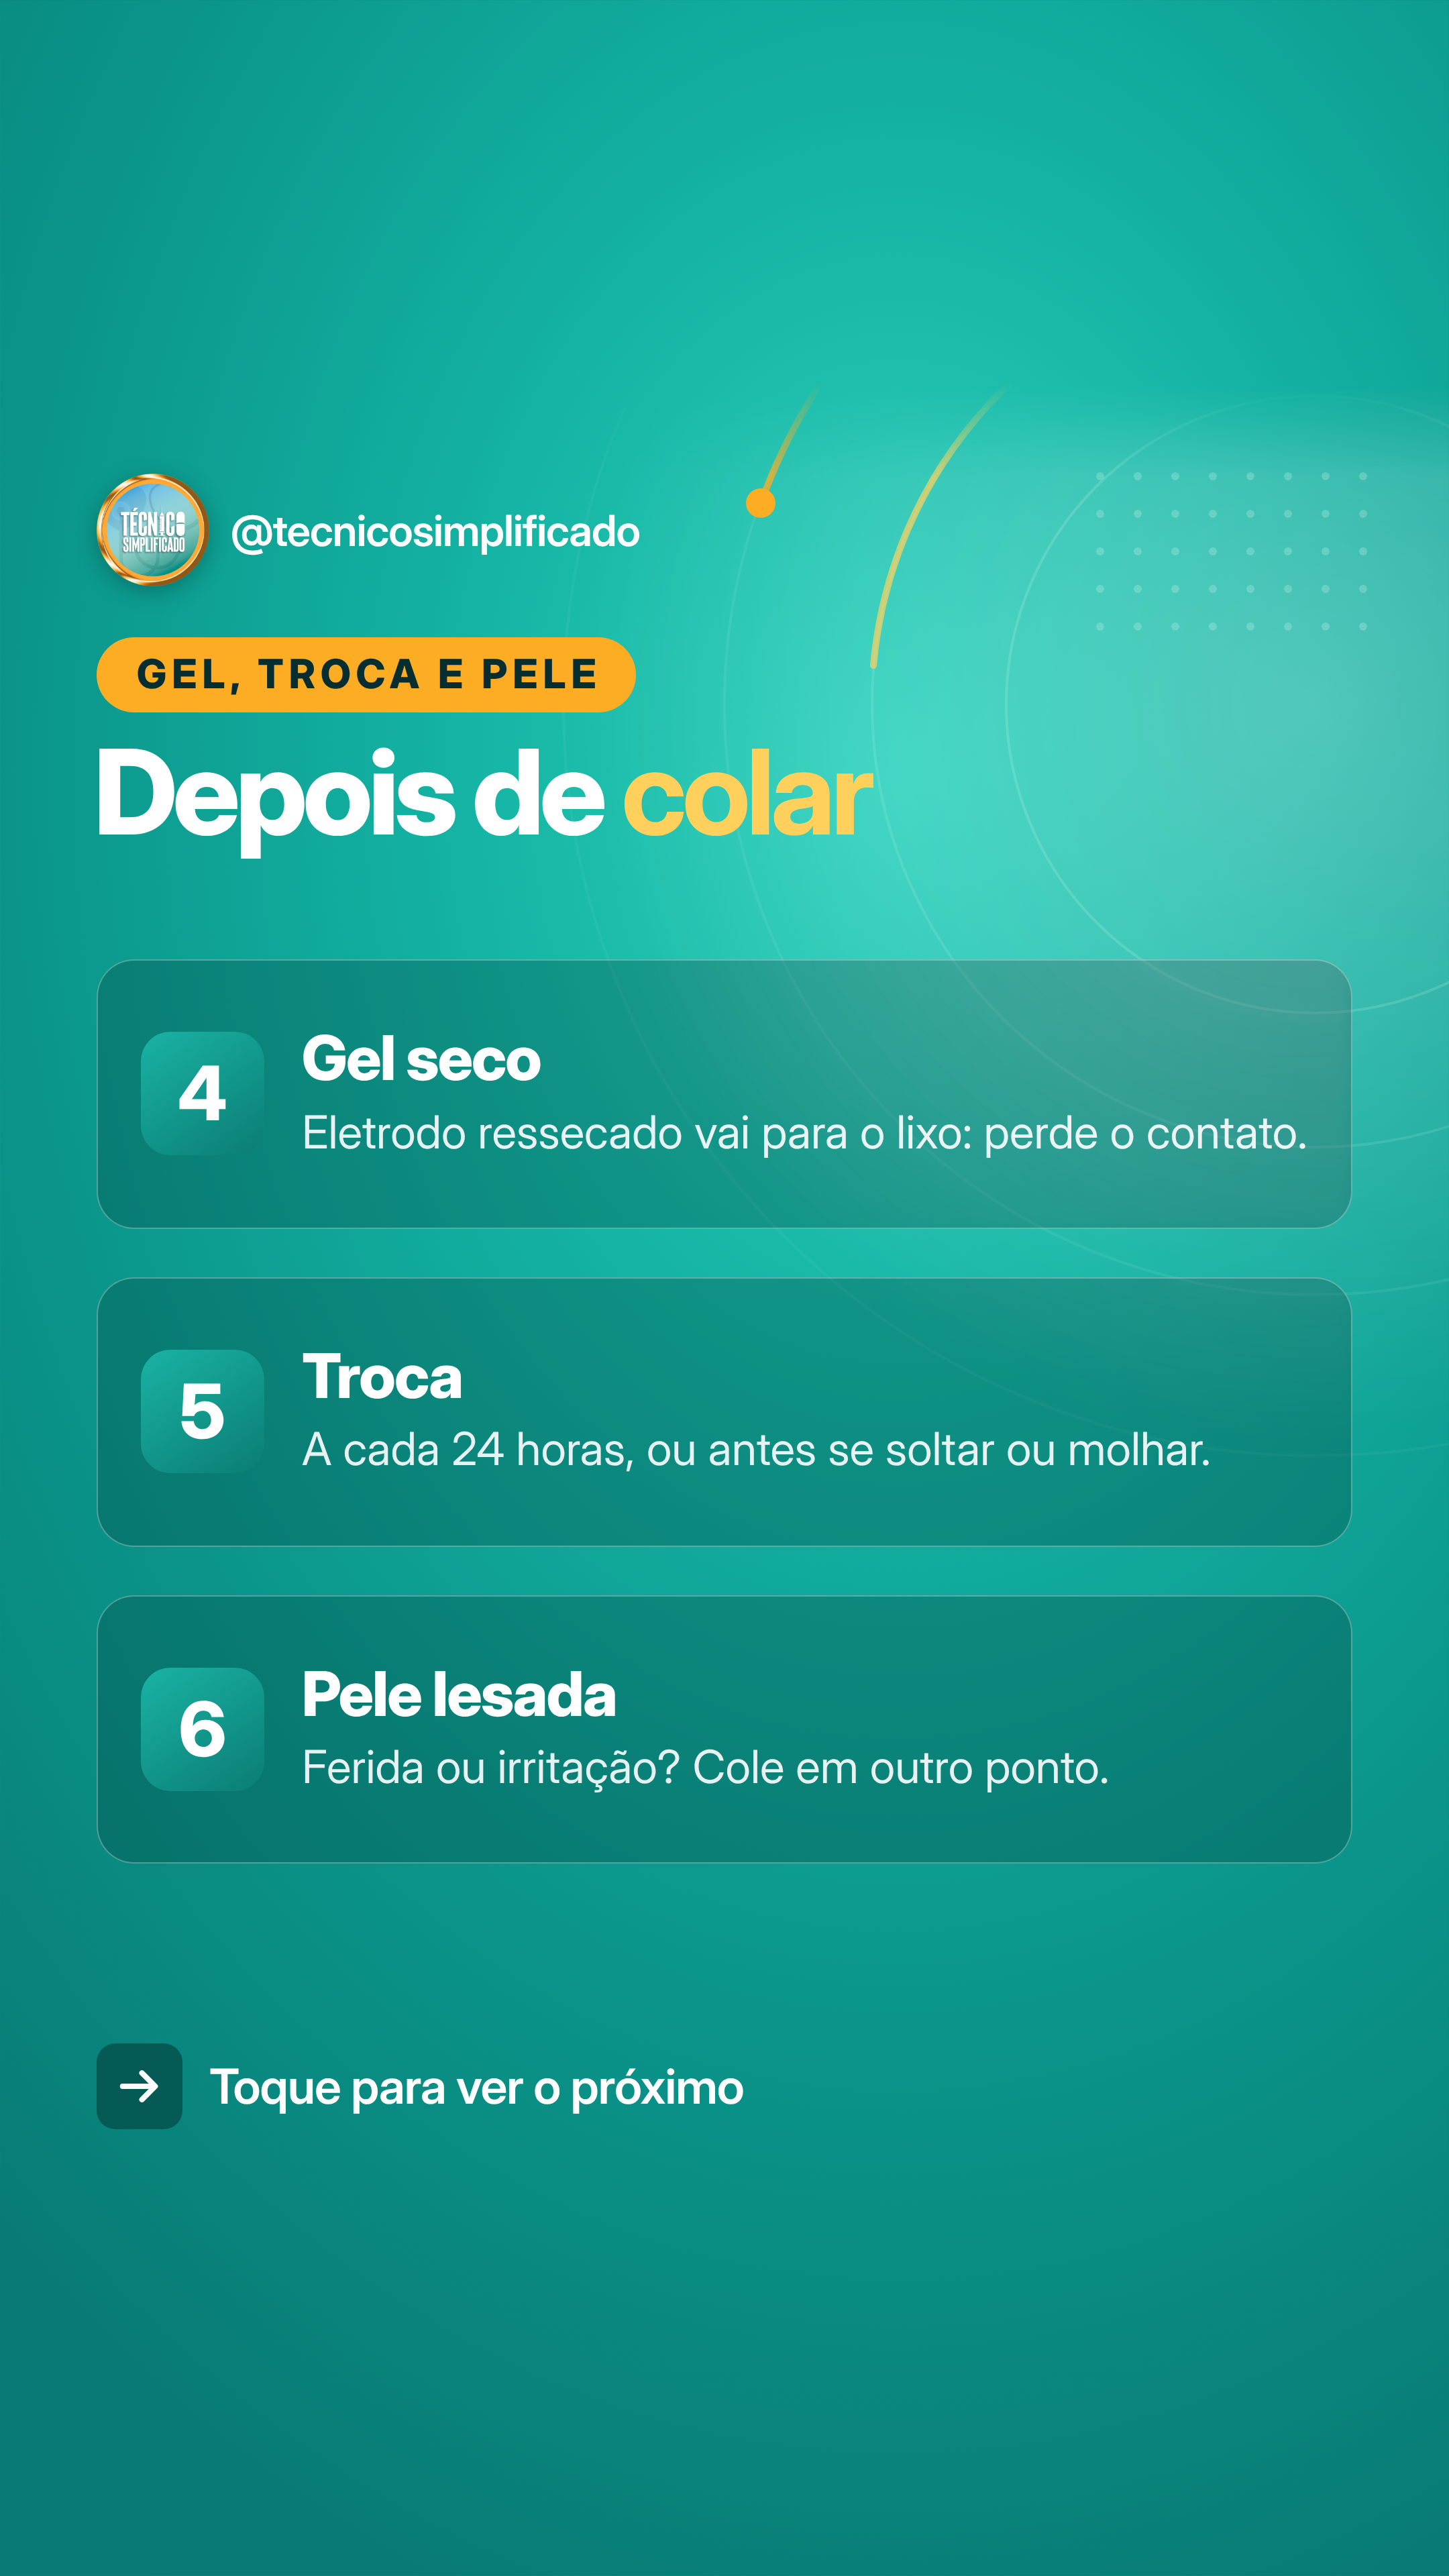 TÉCNICO
SIMPLIFICADO
@tecnicosimplificado
GEL, TROCA E PELE
Depois de colar
4
Gel seco
Eletrodo ressecado vai para o lixo: perde o contato.
5
Troca
A cada 24 horas, ou antes se soltar ou molhar.
6
Pele lesada
Ferida ou irritação? Cole em outro ponto.
Toque para ver o próximo